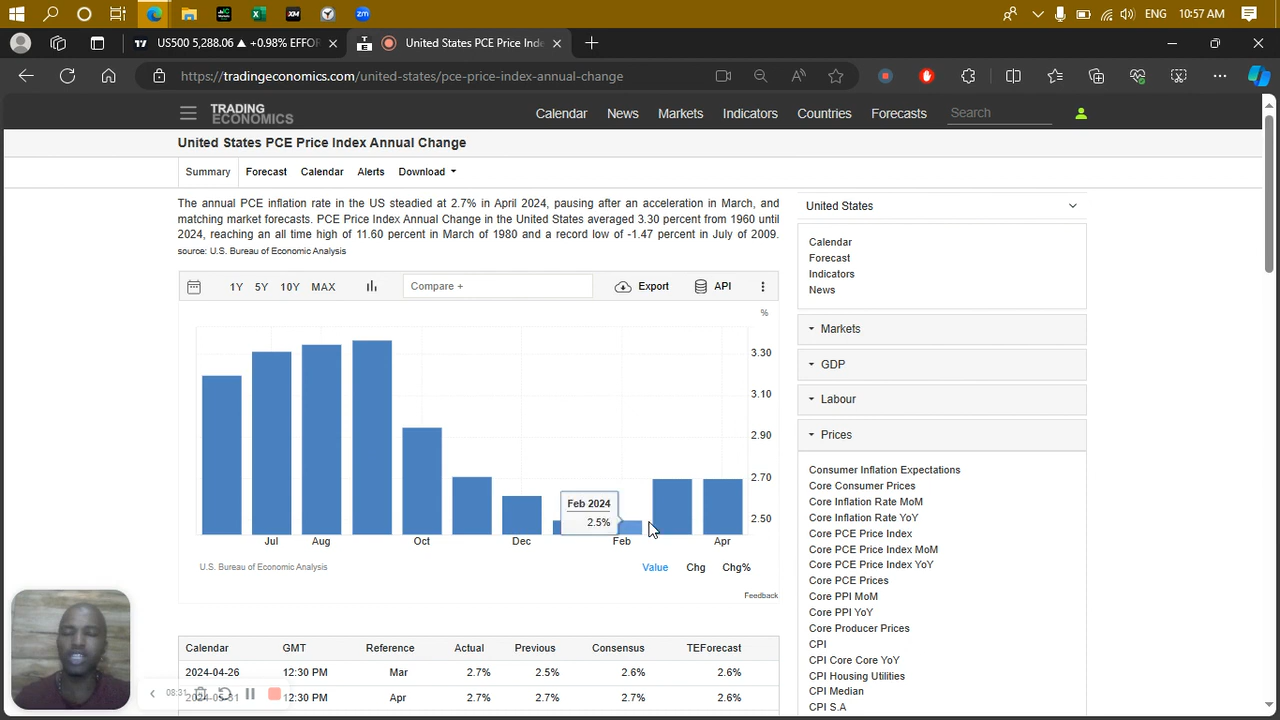 ENG 10:57 AM
US500 5,288.06 ▲ +0.98% EFFOR
United States PCE Price Inde
https://tradingeconomics.com/united-states/pce-price-index-annual-change
TRADING
ECONOMICS
Calendar News Markets Indicators Countries Forecasts Search
United States PCE Price Index Annual Change
Summary Forecast Calendar Alerts Download
The annual PCE inflation rate in the US steadied at 2.7% in April 2024, pausing after an acceleration in March, and
matching market forecasts. PCE Price Index Annual Change in the United States averaged 3.30 percent from 1960 until
2024, reaching an all time high of 11.60 percent in March of 1980 and a record low of -1.47 percent in July of 2009.
source: U.S. Bureau of Economic Analysis
1Y 5Y 10Y MAX Compare + Export API
%
3.30
3.10
2.90
2.70
2.50
Feb 2024
2.5%
Jul Aug Oct Dec Feb Apr
U.S. Bureau of Economic Analysis
Value Chg Chg%
Feedback
Calendar GMT Reference Actual Previous Consensus TEForecast
2024-04-26 12:30 PM Mar 2.7% 2.5% 2.6% 2.6%
2024-05-31 12:30 PM Apr 2.7% 2.7% 2.7% 2.6%
United States
Calendar
Forecast
Indicators
News
Markets
GDP
Labour
Prices
Consumer Inflation Expectations
Core Consumer Prices
Core Inflation Rate MoM
Core Inflation Rate YoY
Core PCE Price Index
Core PCE Price Index MoM
Core PCE Price Index YoY
Core PCE Prices
Core PPI MoM
Core PPI YoY
Core Producer Prices
CPI
CPI Core Core YoY
CPI Housing Utilities
CPI Median
CPI S.A
08:31